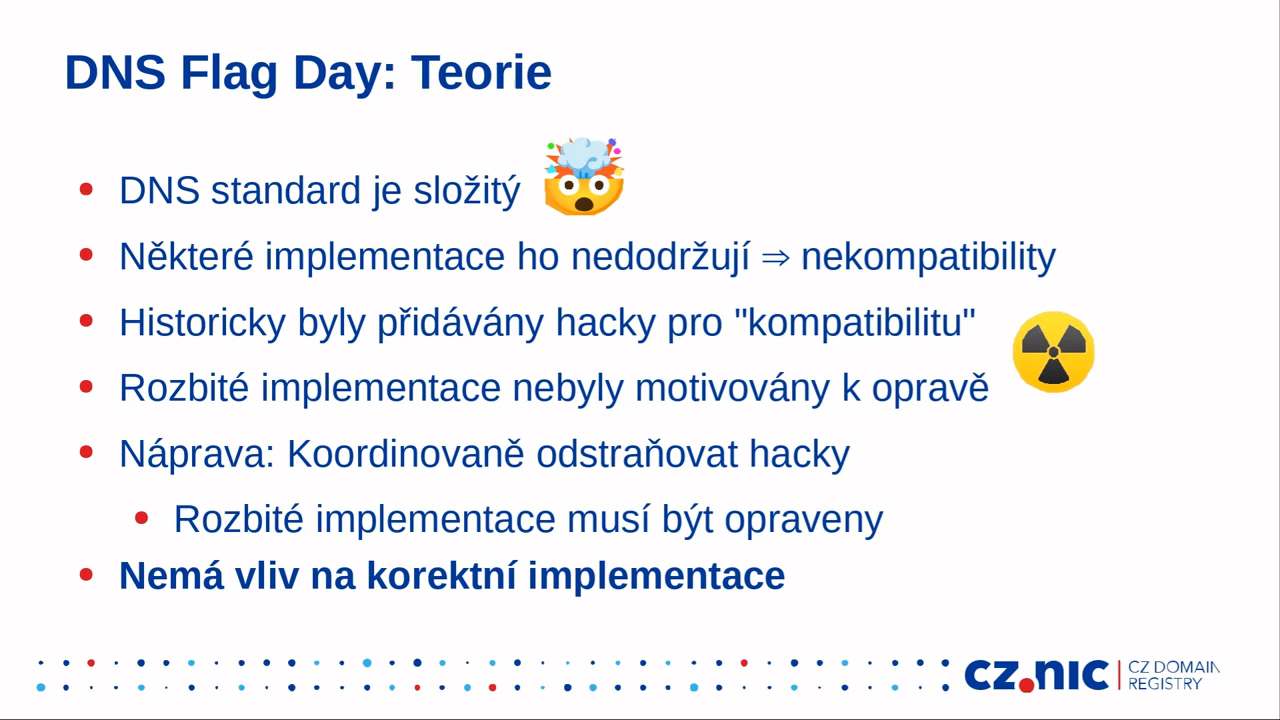 DNS Flag Day: Teorie
DNS standard je složitý
Některé implementace ho nedodržují ⇒ nekompatibility
Historicky byly přidávány hacky pro "kompatibilitu"
Rozbité implementace nebyly motivovány k opravě
Náprava: Koordinovaně odstraňovat hacky
Rozbité implementace musí být opraveny
Nemá vliv na korektní implementace
CZ.NIC
CZ DOMAIN
REGISTRY